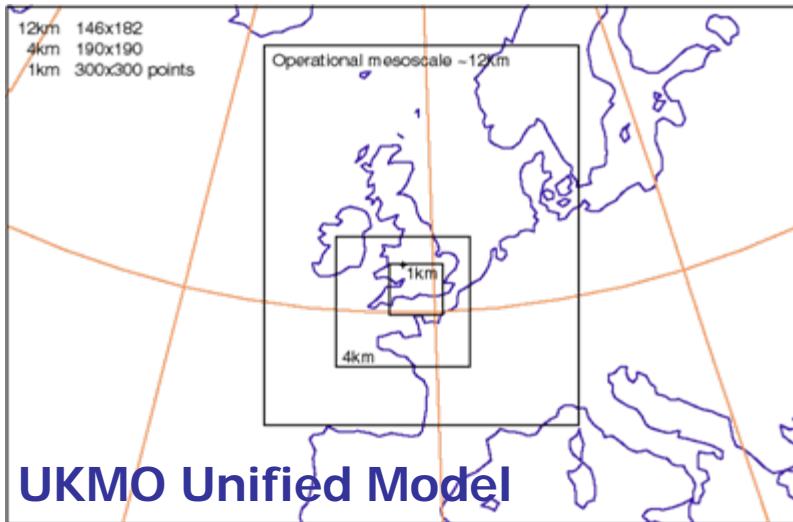 12km 146x182
4km 190x190
1km 300x300 points
Operational mesoscale ~12km
1km
4km
UKMO Unified Model